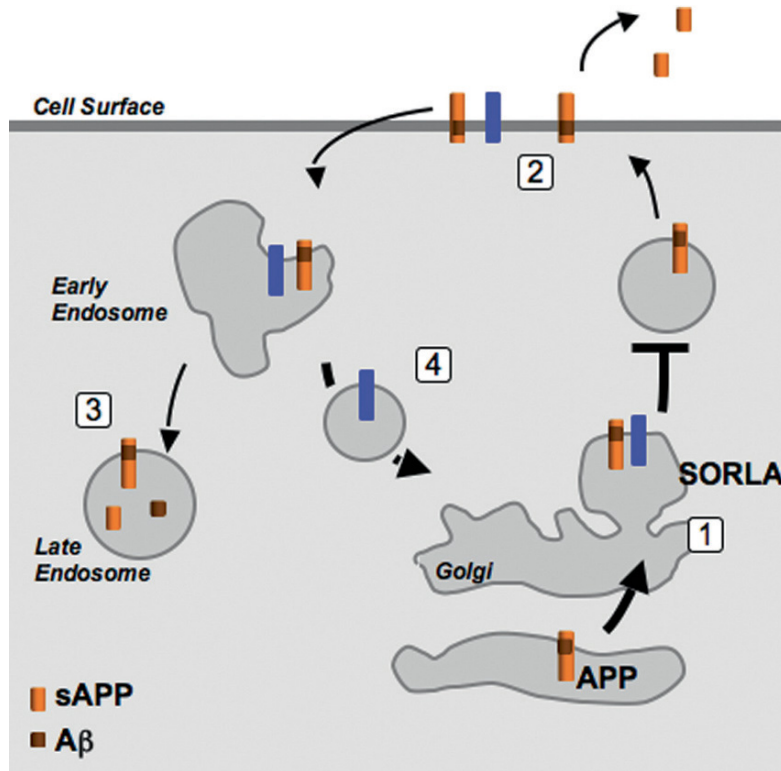 Cell Surface
2
Early
Endosome
4
3
SORLA
1
Late
Endosome
Golgi
APP
sAPP
Aβ